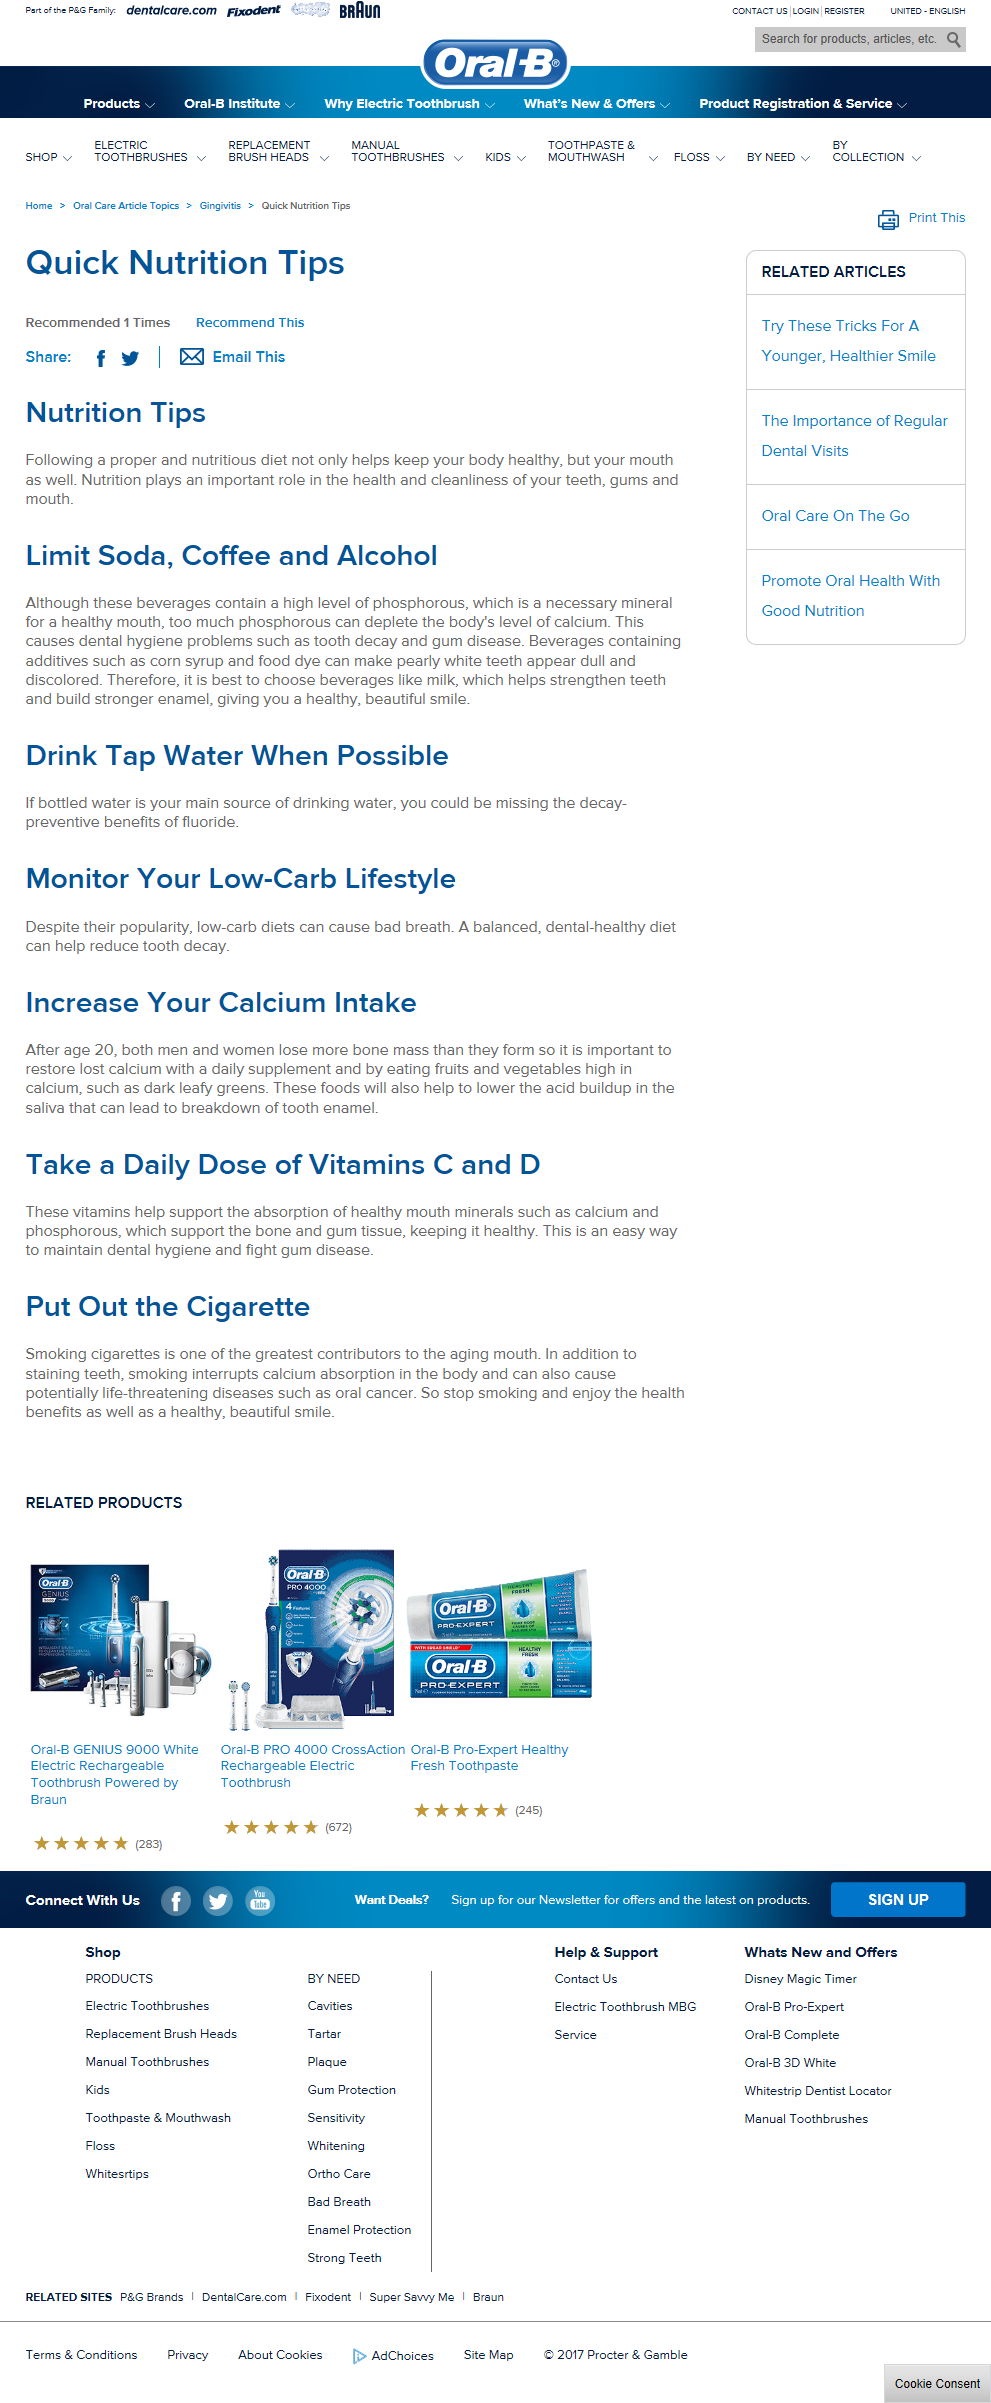 Part of the P&G Family: dentalcare.com Fixodent BRAUN
CONTACT US | LOGIN | REGISTER UNITED - ENGLISH
Search for products, articles, etc.
Oral-B®
Products Oral-B Institute Why Electric Toothbrush What's New & Offers Product Registration & Service
SHOP ELECTRIC TOOTHBRUSHES REPLACEMENT BRUSH HEADS MANUAL TOOTHBRUSHES KIDS TOOTHPASTE & MOUTHWASH FLOSS BY NEED BY COLLECTION
Home > Oral Care Article Topics > Gingivitis > Quick Nutrition Tips
Print This
Quick Nutrition Tips
Recommended 1 Times Recommend This
Share: Email This
Nutrition Tips
Following a proper and nutritious diet not only helps keep your body healthy, but your mouth
as well. Nutrition plays an important role in the health and cleanliness of your teeth, gums and
mouth.
Limit Soda, Coffee and Alcohol
Although these beverages contain a high level of phosphorous, which is a necessary mineral
for a healthy mouth, too much phosphorous can deplete the body's level of calcium. This
causes dental hygiene problems such as tooth decay and gum disease. Beverages containing
additives such as corn syrup and food dye can make pearly white teeth appear dull and
discolored. Therefore, it is best to choose beverages like milk, which helps strengthen teeth
and build stronger enamel, giving you a healthy, beautiful smile.
Drink Tap Water When Possible
If bottled water is your main source of drinking water, you could be missing the decay-
preventive benefits of fluoride.
Monitor Your Low-Carb Lifestyle
Despite their popularity, low-carb diets can cause bad breath. A balanced, dental-healthy diet
can help reduce tooth decay.
Increase Your Calcium Intake
After age 20, both men and women lose more bone mass than they form so it is important to
restore lost calcium with a daily supplement and by eating fruits and vegetables high in
calcium, such as dark leafy greens. These foods will also help to lower the acid buildup in the
saliva that can lead to breakdown of tooth enamel.
Take a Daily Dose of Vitamins C and D
These vitamins help support the absorption of healthy mouth minerals such as calcium and
phosphorous, which support the bone and gum tissue, keeping it healthy. This is an easy way
to maintain dental hygiene and fight gum disease.
Put Out the Cigarette
Smoking cigarettes is one of the greatest contributors to the aging mouth. In addition to
staining teeth, smoking interrupts calcium absorption in the body and can also cause
potentially life-threatening diseases such as oral cancer. So stop smoking and enjoy the health
benefits as well as a healthy, beautiful smile.
RELATED ARTICLES
Try These Tricks For A
Younger, Healthier Smile
The Importance of Regular
Dental Visits
Oral Care On The Go
Promote Oral Health With
Good Nutrition
RELATED PRODUCTS
Oral-B
GENIUS
Oral-B
PRO 4000
4
1
Oral-B
PRO-EXPERT
HEALTHY
FRESH
Oral-B
PRO-EXPERT
HEALTHY
FRESH
Oral-B GENIUS 9000 White
Electric Rechargeable
Toothbrush Powered by
Braun
(283)
Oral-B PRO 4000 CrossAction
Rechargeable Electric
Toothbrush
(672)
Oral-B Pro-Expert Healthy
Fresh Toothpaste
(245)
Connect With Us You Tube Want Deals? Sign up for our Newsletter for offers and the latest on products. SIGN UP
Shop
PRODUCTS
Electric Toothbrushes
Replacement Brush Heads
Manual Toothbrushes
Kids
Toothpaste & Mouthwash
Floss
Whitesrtips
BY NEED
Cavities
Tartar
Plaque
Gum Protection
Sensitivity
Whitening
Ortho Care
Bad Breath
Enamel Protection
Strong Teeth
Help & Support
Contact Us
Electric Toothbrush MBG
Service
Whats New and Offers
Disney Magic Timer
Oral-B Pro-Expert
Oral-B Complete
Oral-B 3D White
Whitestrip Dentist Locator
Manual Toothbrushes
RELATED SITES P&G Brands | DentalCare.com | Fixodent | Super Savvy Me | Braun
Terms & Conditions Privacy About Cookies AdChoices Site Map © 2017 Procter & Gamble
Cookie Consent